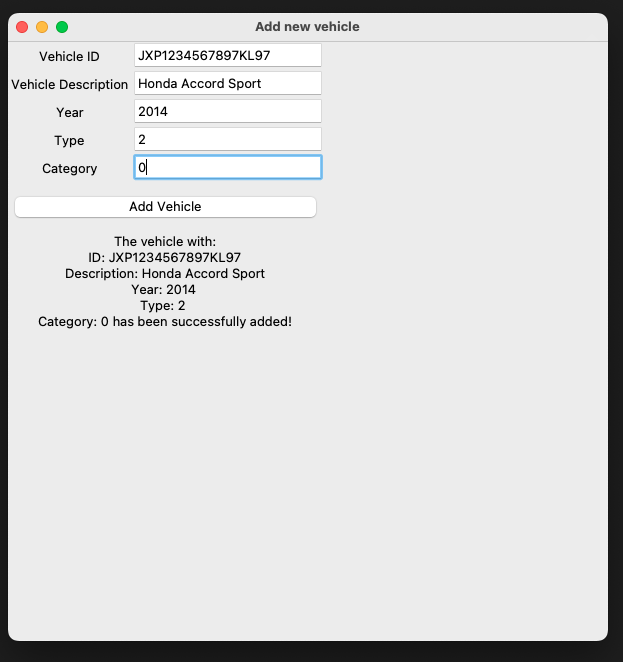 Add new vehicle
Vehicle ID JXP1234567897KL97
Vehicle Description Honda Accord Sport
Year 2014
Type 2
Category 0
Add Vehicle
The vehicle with:
ID: JXP1234567897KL97
Description: Honda Accord Sport
Year: 2014
Type: 2
Category: 0 has been successfully added!